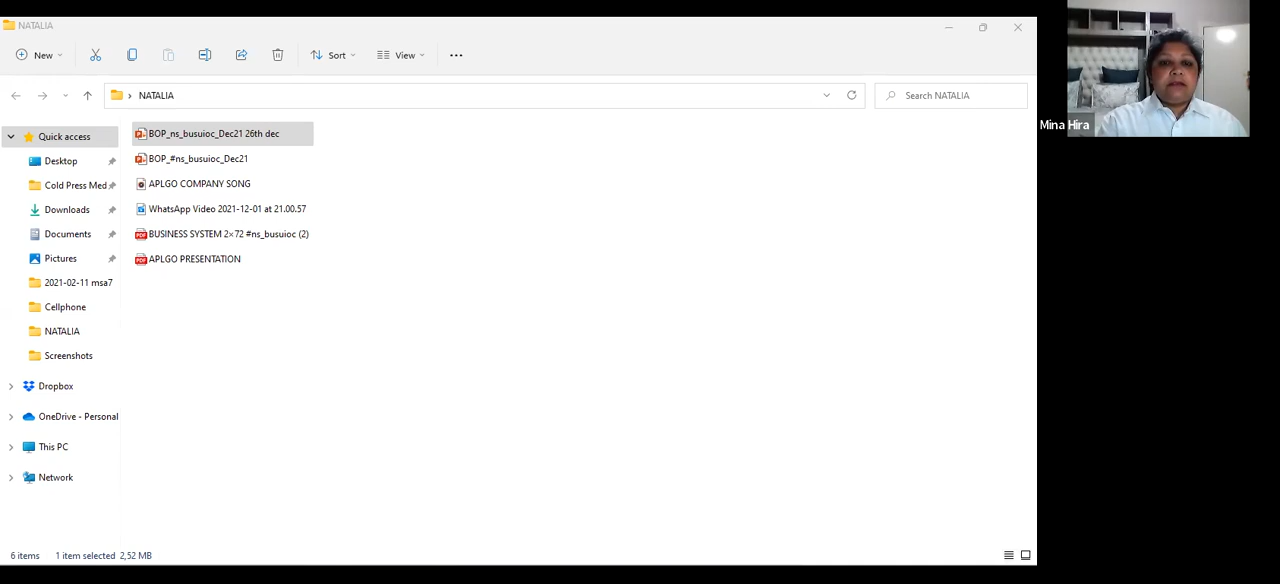 NATALIA
New
Sort
View
NATALIA
Search NATALIA
Mina Hira
Quick access
Desktop
Cold Press Med
Downloads
Documents
Pictures
2021-02-11 msa7
Cellphone
NATALIA
Screenshots
Dropbox
OneDrive - Personal
This PC
Network
BOP_ns_busuioc_Dec21 26th dec
BOP_#ns_busuioc_Dec21
APLGO COMPANY SONG
WhatsApp Video 2021-12-01 at 21.00.57
BUSINESS SYSTEM 2×72 #ns_busuioc (2)
APLGO PRESENTATION
6 items 1 item selected 2,52 MB